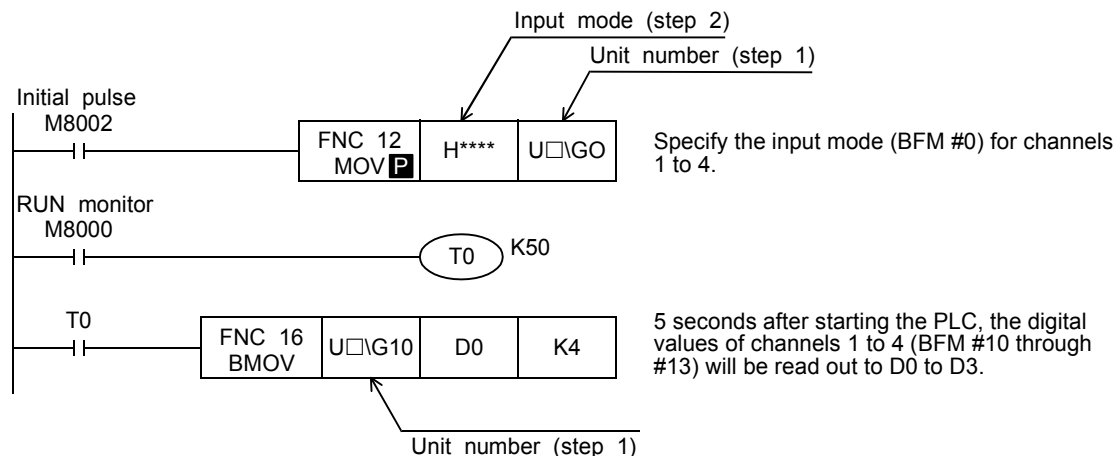 Input mode (step 2)
Unit number (step 1)
Initial pulse
M8002
FNC 12
MOV P
H****
U□\GO
Specify the input mode (BFM #0) for channels
1 to 4.
RUN monitor
M8000
T0
K50
T0
FNC 16
BMOV
U□\G10
D0
K4
5 seconds after starting the PLC, the digital
values of channels 1 to 4 (BFM #10 through
#13) will be read out to D0 to D3.
Unit number (step 1)